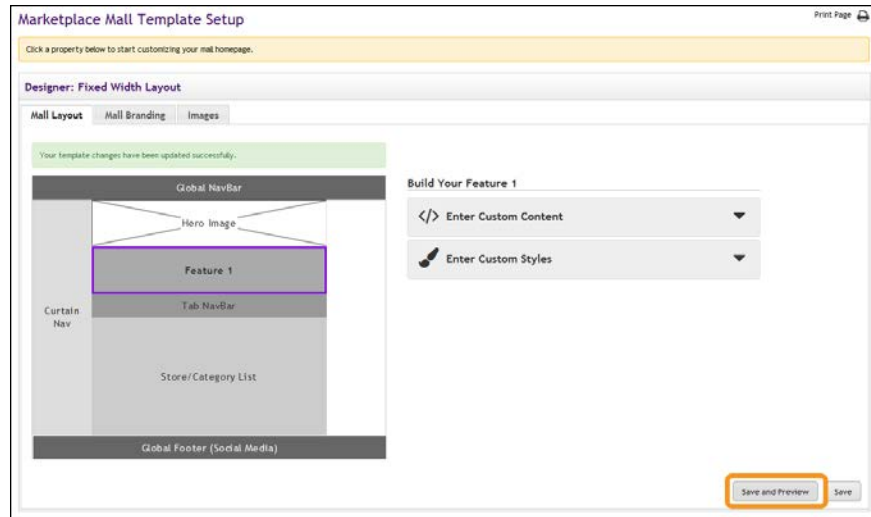 Marketplace Mall Template Setup
Print Page
Click a property below to start customizing your mall homepage.
Designer: Fixed Width Layout
Mall Layout Mall Branding Images
Your template changes have been updated successfully.
Global NavBar
Hero Image
Feature 1
Tab NavBar
Curtain
Nav
Store/Category List
Global Footer (Social Media)
Build Your Feature 1
</> Enter Custom Content
Enter Custom Styles
Save and Preview Save